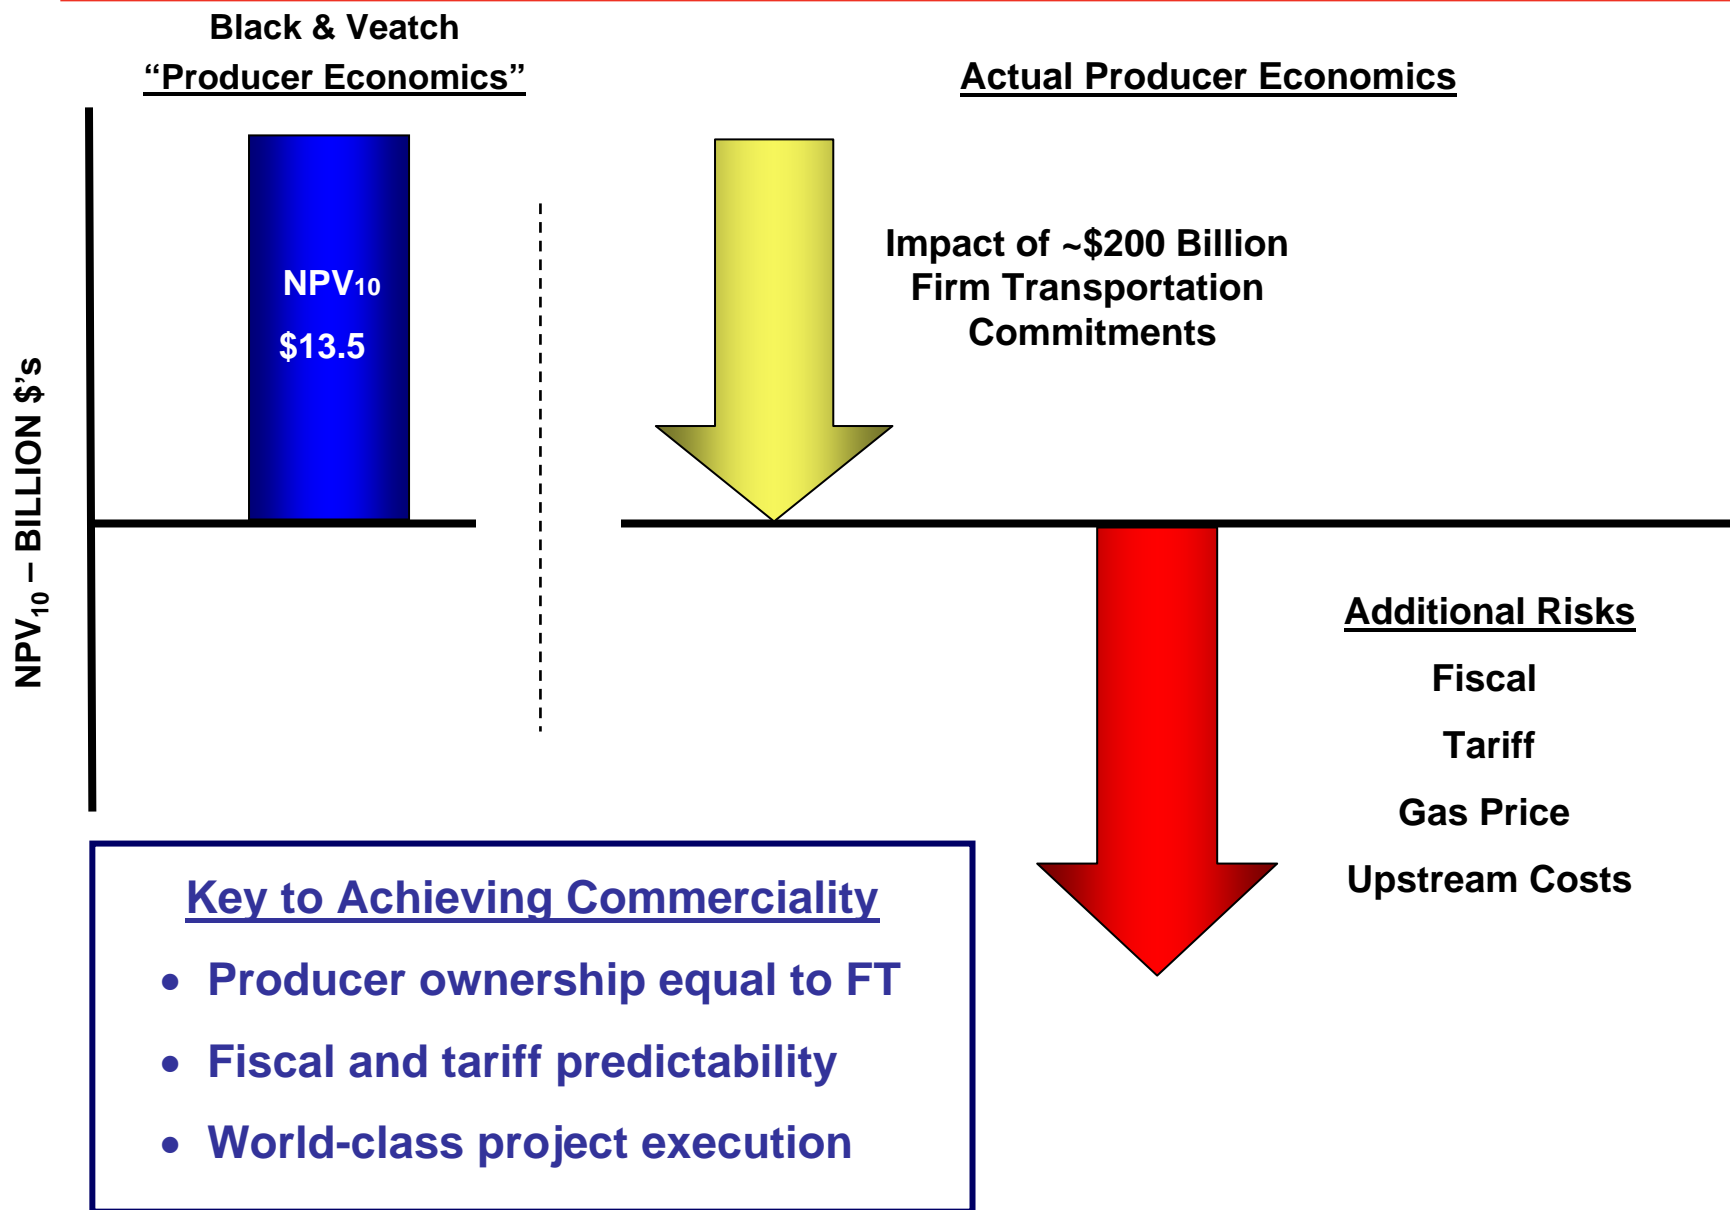 Black & Veatch
“Producer Economics”
Actual Producer Economics
NPV₁₀ – BILLION $’s
NPV₁₀
$13.5
Impact of ~$200 Billion
Firm Transportation
Commitments
Additional Risks
Fiscal
Tariff
Gas Price
Upstream Costs
Key to Achieving Commerciality
• Producer ownership equal to FT
• Fiscal and tariff predictability
• World-class project execution